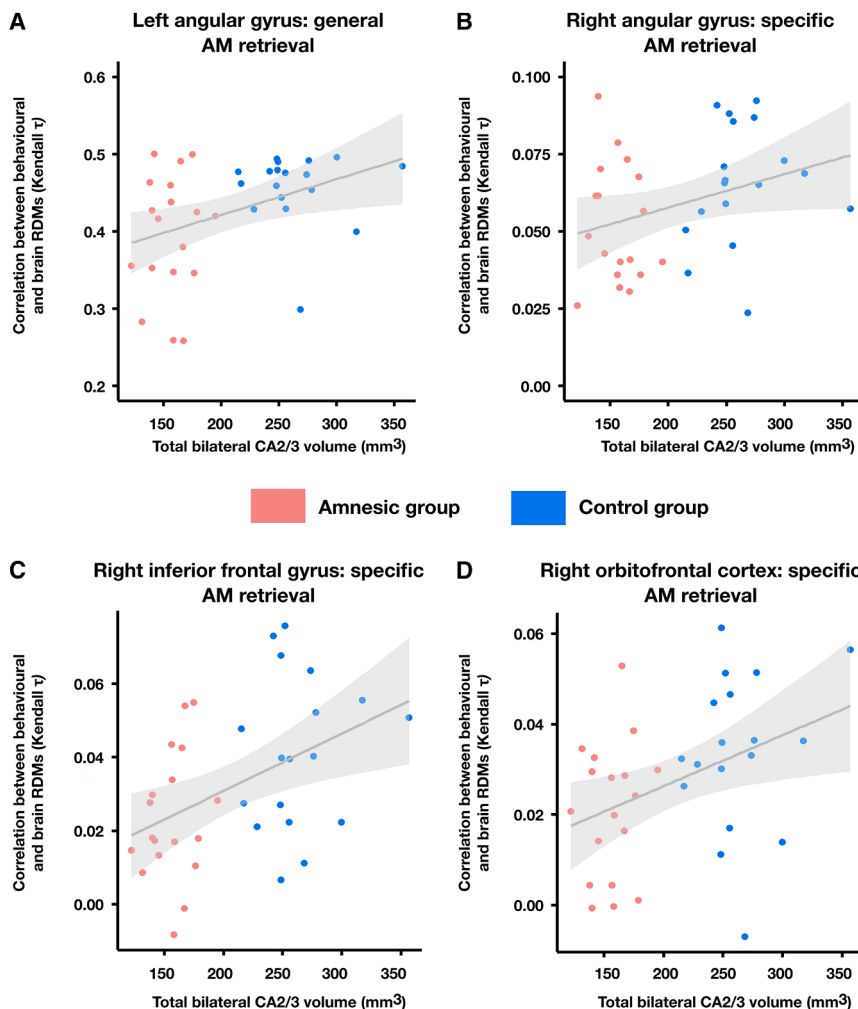 A
Left angular gyrus: general
AM retrieval
Correlation between behavioural
and brain RDMs (Kendall τ)
0.6
0.5
0.4
0.3
0.2
150 200 250 300 350
Total bilateral CA2/3 volume (mm3)
B
Right angular gyrus: specific
AM retrieval
Correlation between behavioural
and brain RDMs (Kendall τ)
0.100
0.075
0.050
0.025
0.00
150 200 250 300 350
Total bilateral CA2/3 volume (mm3)
Amnesic group
Control group
C
Right inferior frontal gyrus: specific
AM retrieval
Correlation between behavioural
and brain RDMs (Kendall τ)
0.06
0.04
0.02
0.00
150 200 250 300 350
Total bilateral CA2/3 volume (mm3)
D
Right orbitofrontal cortex: specific
AM retrieval
Correlation between behavioural
and brain RDMs (Kendall τ)
0.06
0.04
0.02
0.00
150 200 250 300 350
Total bilateral CA2/3 volume (mm3)